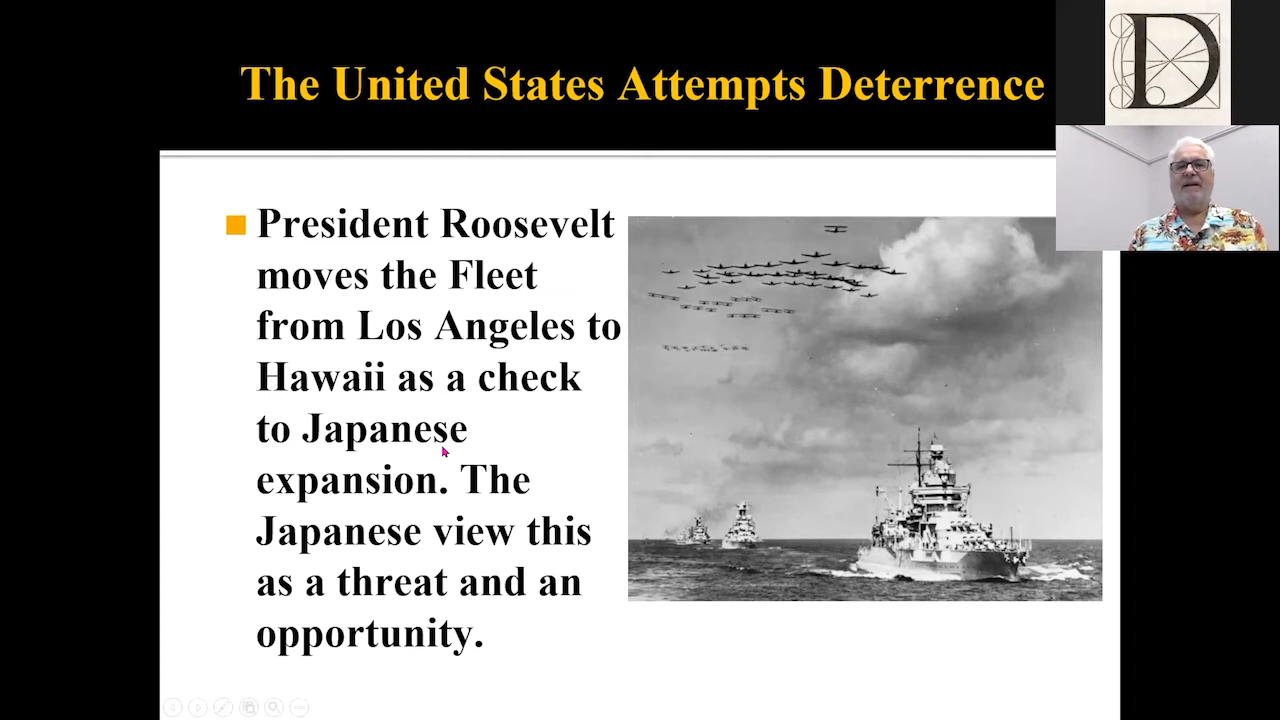 The United States Attempts Deterrence
D
President Roosevelt
moves the Fleet
from Los Angeles to
Hawaii as a check
to Japanese
expansion. The
Japanese view this
as a threat and an
opportunity.